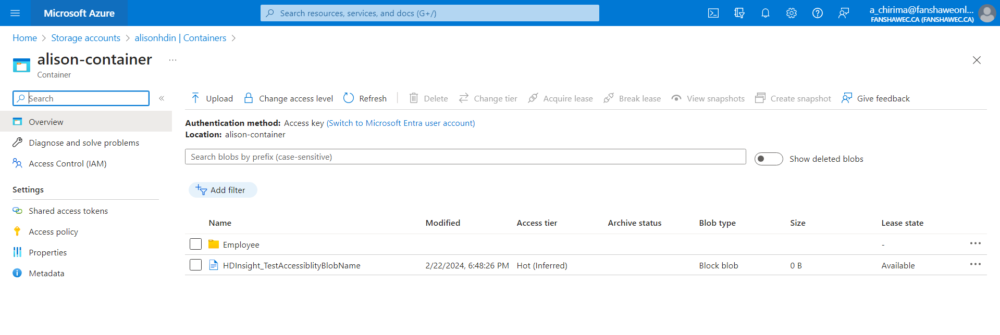 Microsoft Azure
Search resources, services, and docs (G+/)
a_chirima@fanshaweonl...
FANSHAWEC.CA (FANSHAWEC.CA)
Home > Storage accounts > alisonhdin | Containers >
alison-container ...
Container
Search «
Upload Change access level Refresh Delete Change tier Acquire lease Break lease View snapshots Create snapshot Give feedback
Overview
Diagnose and solve problems
Access Control (IAM)
Settings
Shared access tokens
Access policy
Properties
Metadata
Authentication method: Access key (Switch to Microsoft Entra user account)
Location: alison-container
Search blobs by prefix (case-sensitive)
Show deleted blobs
Add filter
Name Modified Access tier Archive status Blob type Size Lease state
Employee -
HDInsight_TestAccessiblityBlobName 2/22/2024, 6:48:26 PM Hot (Inferred) Block blob 0 B Available